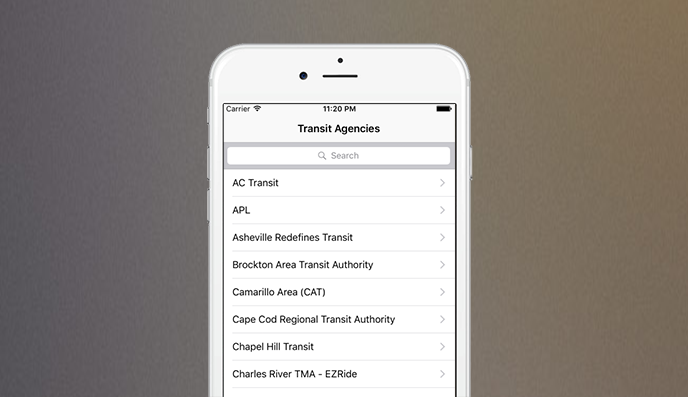 Carrier 11:20 PM
Transit Agencies
Search
AC Transit
APL
Asheville Redefines Transit
Brockton Area Transit Authority
Camarillo Area (CAT)
Cape Cod Regional Transit Authority
Chapel Hill Transit
Charles River TMA - EZRide